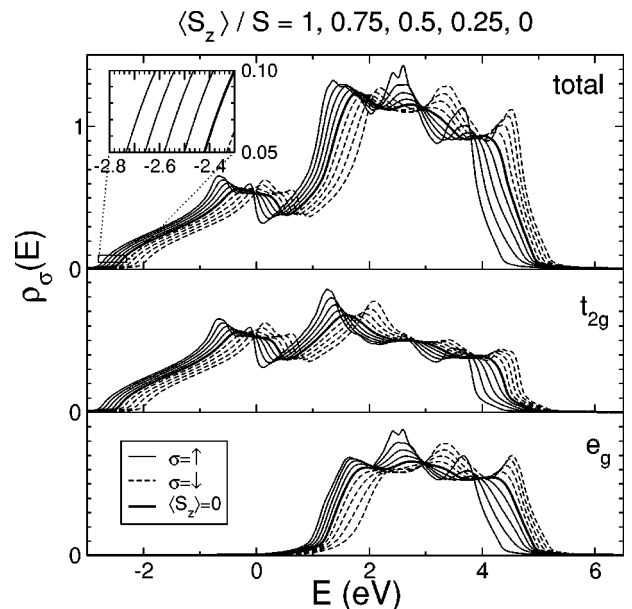 ⟨S_z⟩ / S = 1, 0.75, 0.5, 0.25, 0
total
0.10
0.05
-2.8 -2.6 -2.4
1
0
t_2g
0
e_g
σ=↑
σ=↓
⟨S_z⟩=0
0
-2 0 2 4 6
ρ_σ(E)
E (eV)